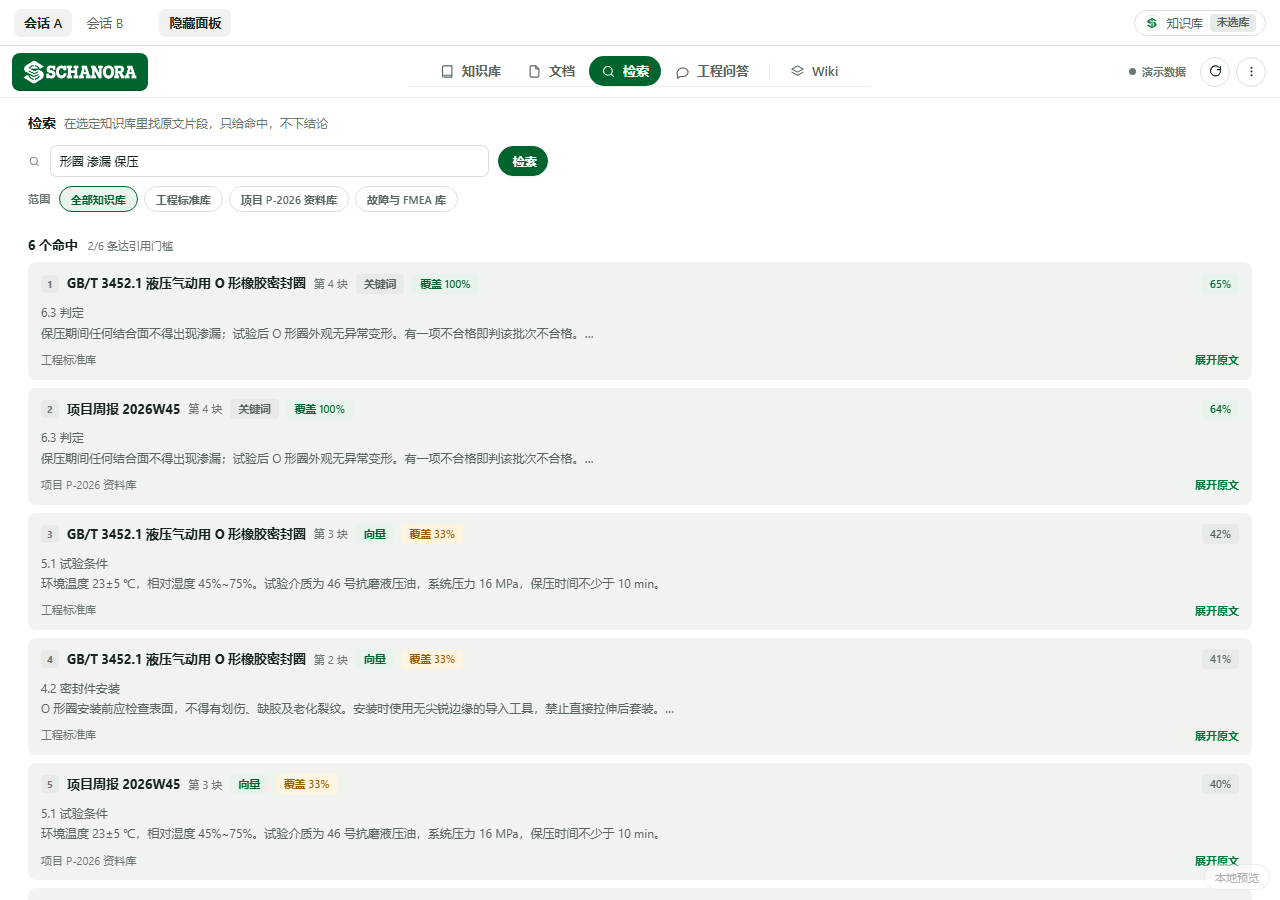 会话 A 会话 B 隐藏面板 知识库 未选库
SCHANORA 知识库 文档 检索 工程问答 Wiki 演示数据
检索 在选定知识库里找原文片段，只给命中，不下结论
形圈 渗漏 保压 检索
范围 全部知识库 工程标准库 项目 P-2026 资料库 故障与 FMEA 库
6 个命中 2/6 条达引用门槛
1 GB/T 3452.1 液压气动用 O 形橡胶密封圈 第 4 块 关键词 覆盖 100% 65%
6.3 判定
保压期间任何结合面不得出现渗漏；试验后 O 形圈外观无异常变形。有一项不合格即判该批次不合格。...
工程标准库 展开原文
2 项目周报 2026W45 第 4 块 关键词 覆盖 100% 64%
6.3 判定
保压期间任何结合面不得出现渗漏；试验后 O 形圈外观无异常变形。有一项不合格即判该批次不合格。...
项目 P-2026 资料库 展开原文
3 GB/T 3452.1 液压气动用 O 形橡胶密封圈 第 3 块 向量 覆盖 33% 42%
5.1 试验条件
环境温度 23±5 ℃，相对湿度 45%~75%。试验介质为 46 号抗磨液压油，系统压力 16 MPa，保压时间不少于 10 min。
工程标准库 展开原文
4 GB/T 3452.1 液压气动用 O 形橡胶密封圈 第 2 块 向量 覆盖 33% 41%
4.2 密封件安装
O 形圈安装前应检查表面，不得有划伤、缺胶及老化裂纹。安装时使用无尖锐边缘的导入工具，禁止直接拉伸后套装。...
工程标准库 展开原文
5 项目周报 2026W45 第 3 块 向量 覆盖 33% 40%
5.1 试验条件
环境温度 23±5 ℃，相对湿度 45%~75%。试验介质为 46 号抗磨液压油，系统压力 16 MPa，保压时间不少于 10 min。
项目 P-2026 资料库 展开原文
本地预览